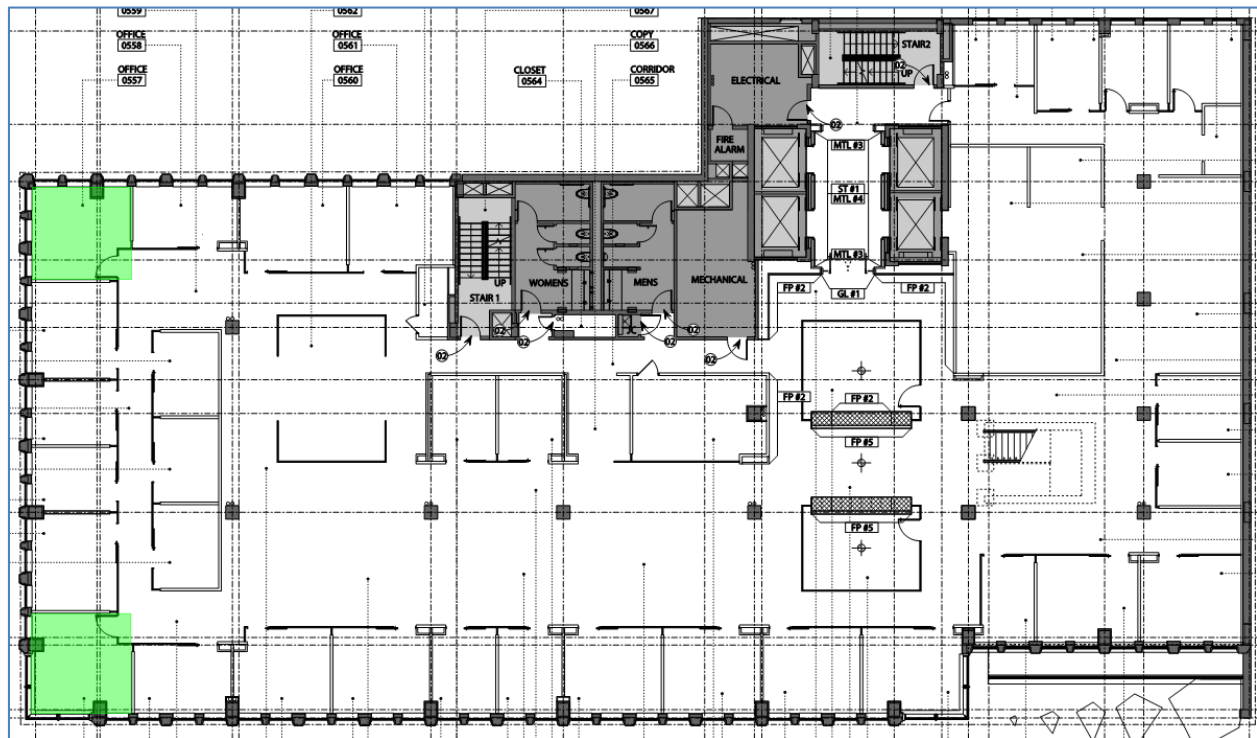 0559
0562
0567
OFFICE
0558
OFFICE
0561
COPY
0566
OFFICE
0557
OFFICE
0560
CLOSET
0564
CORRIDOR
0565
STAIR2
UP
02
ELECTRICAL
02
FIRE
ALARM
MTL #3
ST #1
MTL #4
MTL #3
GL #1
FP #2
FP #2
WOMENS
MENS
MECHANICAL
UP
STAIR 1
JC
02
02
02
02
02
02
FP #2
FP #2
FP #5
FP #5